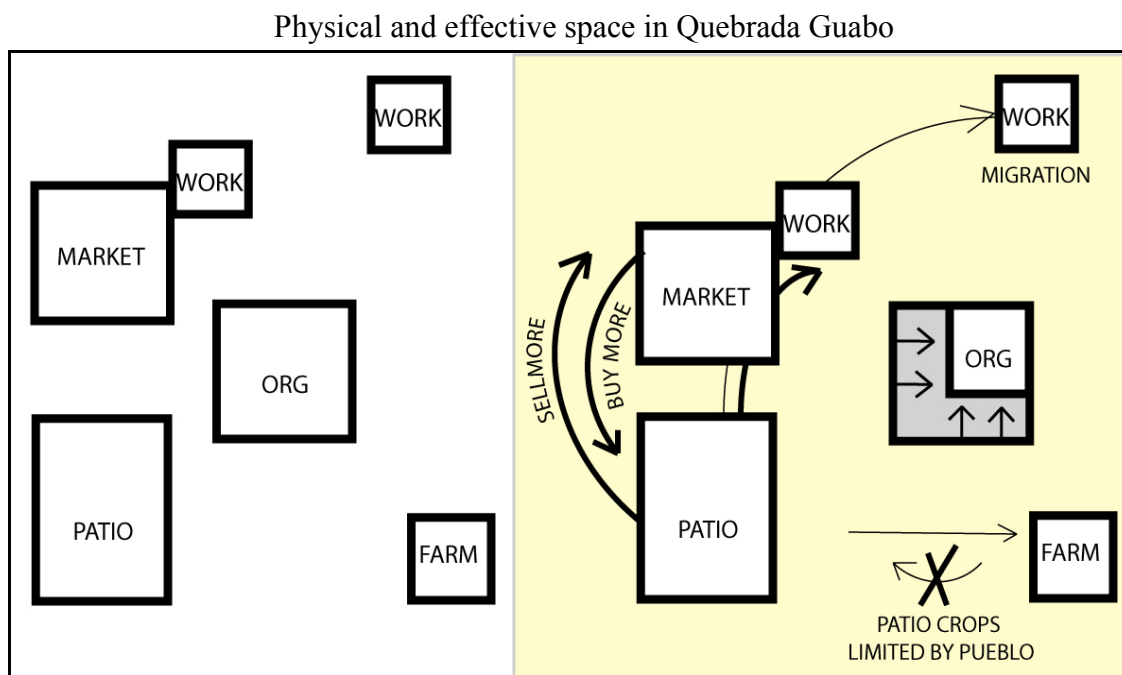 Physical and effective space in Quebrada Guabo
WORK
WORK
MARKET
ORG
PATIO
FARM
WORK
MIGRATION
WORK
MARKET
SELLMORE
BUY MORE
ORG
PATIO
FARM
PATIO CROPS
LIMITED BY PUEBLO